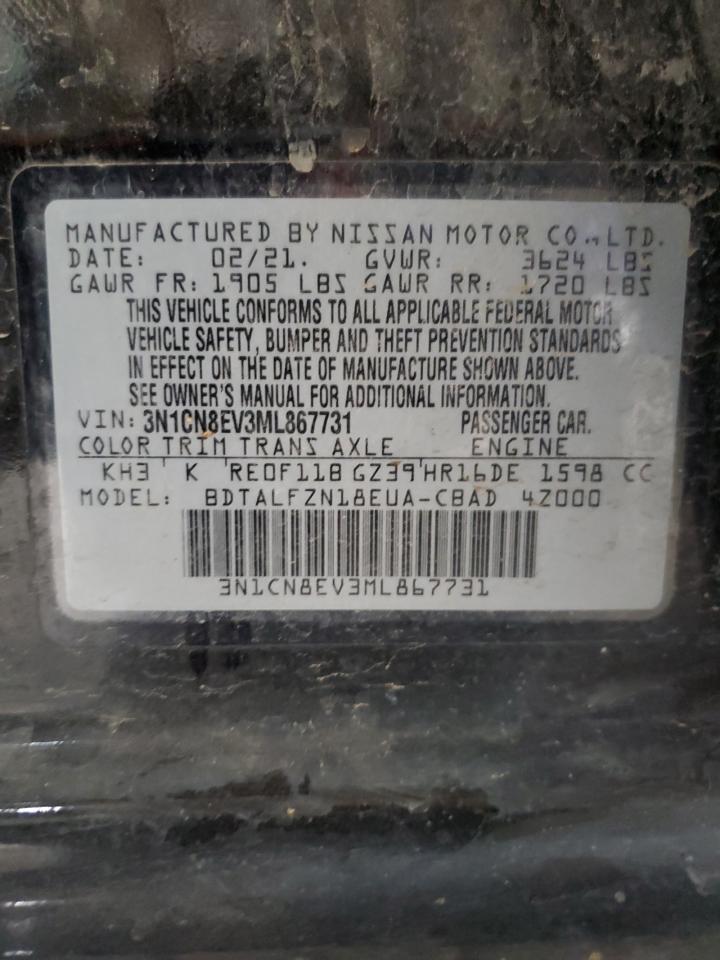 MANUFACTURED BY NISSAN MOTOR CO.,LTD.
DATE: 02/21. GVWR: 3624 LBS
GAWR FR: 1905 LBS GAWR RR: 1720 LBS
THIS VEHICLE CONFORMS TO ALL APPLICABLE FEDERAL MOTOR
VEHICLE SAFETY, BUMPER AND THEFT PREVENTION STANDARDS
IN EFFECT ON THE DATE OF MANUFACTURE SHOWN ABOVE.
SEE OWNER'S MANUAL FOR ADDITIONAL INFORMATION.
VIN: 3N1CN8EV3ML867731 PASSENGER CAR.
COLOR TRIM TRANS AXLE ENGINE
KH3 K RE0F11B GZ39 HR16DE 1598 CC
MODEL: BDTALFZN18EUA-CBAD 4Z000
3N1CN8EV3ML867731